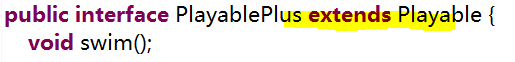 public interface PlayablePlus extends Playable {
void swim();